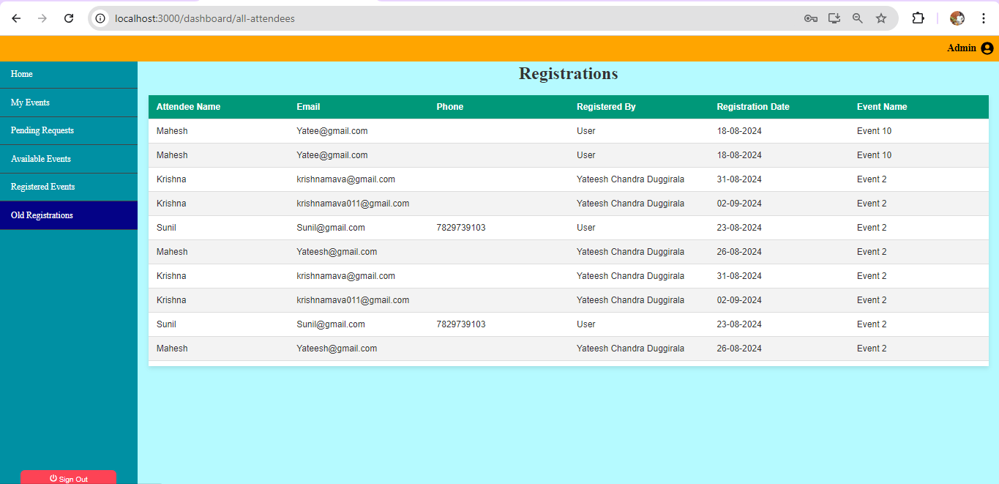 localhost:3000/dashboard/all-attendees
Admin
Home
My Events
Pending Requests
Available Events
Registered Events
Old Registrations
Sign Out
Registrations
Attendee Name Email Phone Registered By Registration Date Event Name
Mahesh Yatee@gmail.com User 18-08-2024 Event 10
Mahesh Yatee@gmail.com User 18-08-2024 Event 10
Krishna krishnamava@gmail.com Yateesh Chandra Duggirala 31-08-2024 Event 2
Krishna krishnamava011@gmail.com Yateesh Chandra Duggirala 02-09-2024 Event 2
Sunil Sunil@gmail.com 7829739103 User 23-08-2024 Event 2
Mahesh Yateesh@gmail.com Yateesh Chandra Duggirala 26-08-2024 Event 2
Krishna krishnamava@gmail.com Yateesh Chandra Duggirala 31-08-2024 Event 2
Krishna krishnamava011@gmail.com Yateesh Chandra Duggirala 02-09-2024 Event 2
Sunil Sunil@gmail.com 7829739103 User 23-08-2024 Event 2
Mahesh Yateesh@gmail.com Yateesh Chandra Duggirala 26-08-2024 Event 2